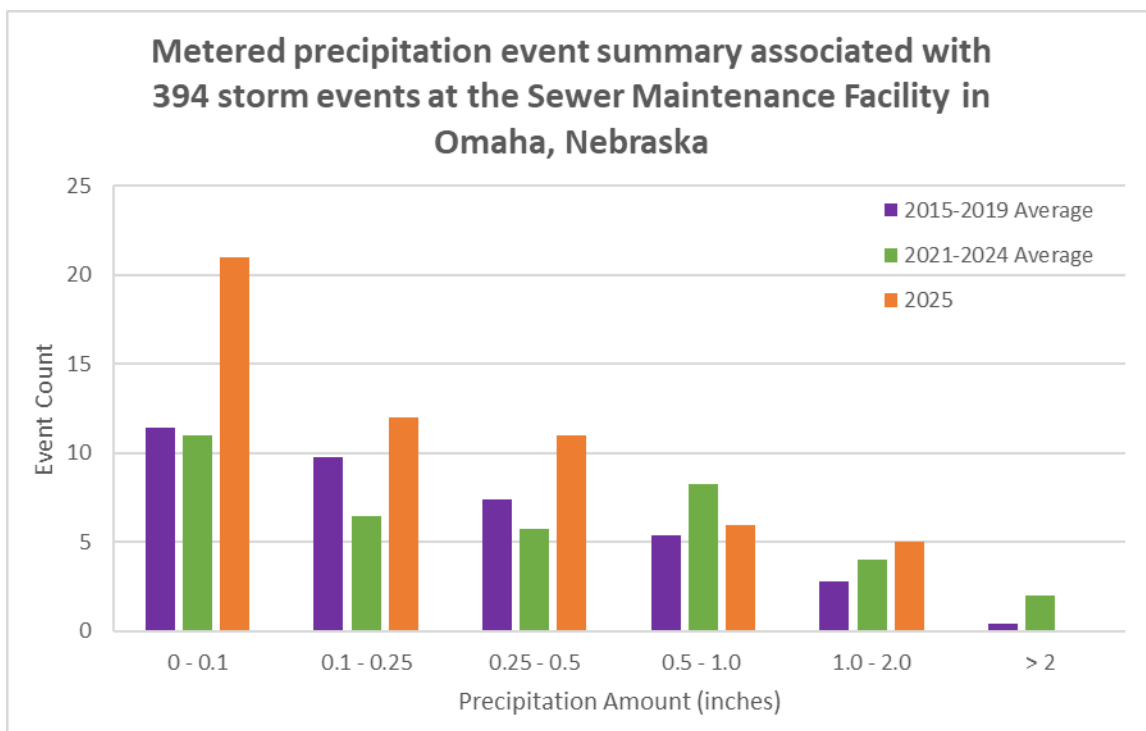 Metered precipitation event summary associated with
394 storm events at the Sewer Maintenance Facility in
Omaha, Nebraska
25
20
15
10
5
0
Event Count
2015-2019 Average
2021-2024 Average
2025
0 - 0.1
0.1 - 0.25
0.25 - 0.5
0.5 - 1.0
1.0 - 2.0
> 2
Precipitation Amount (inches)